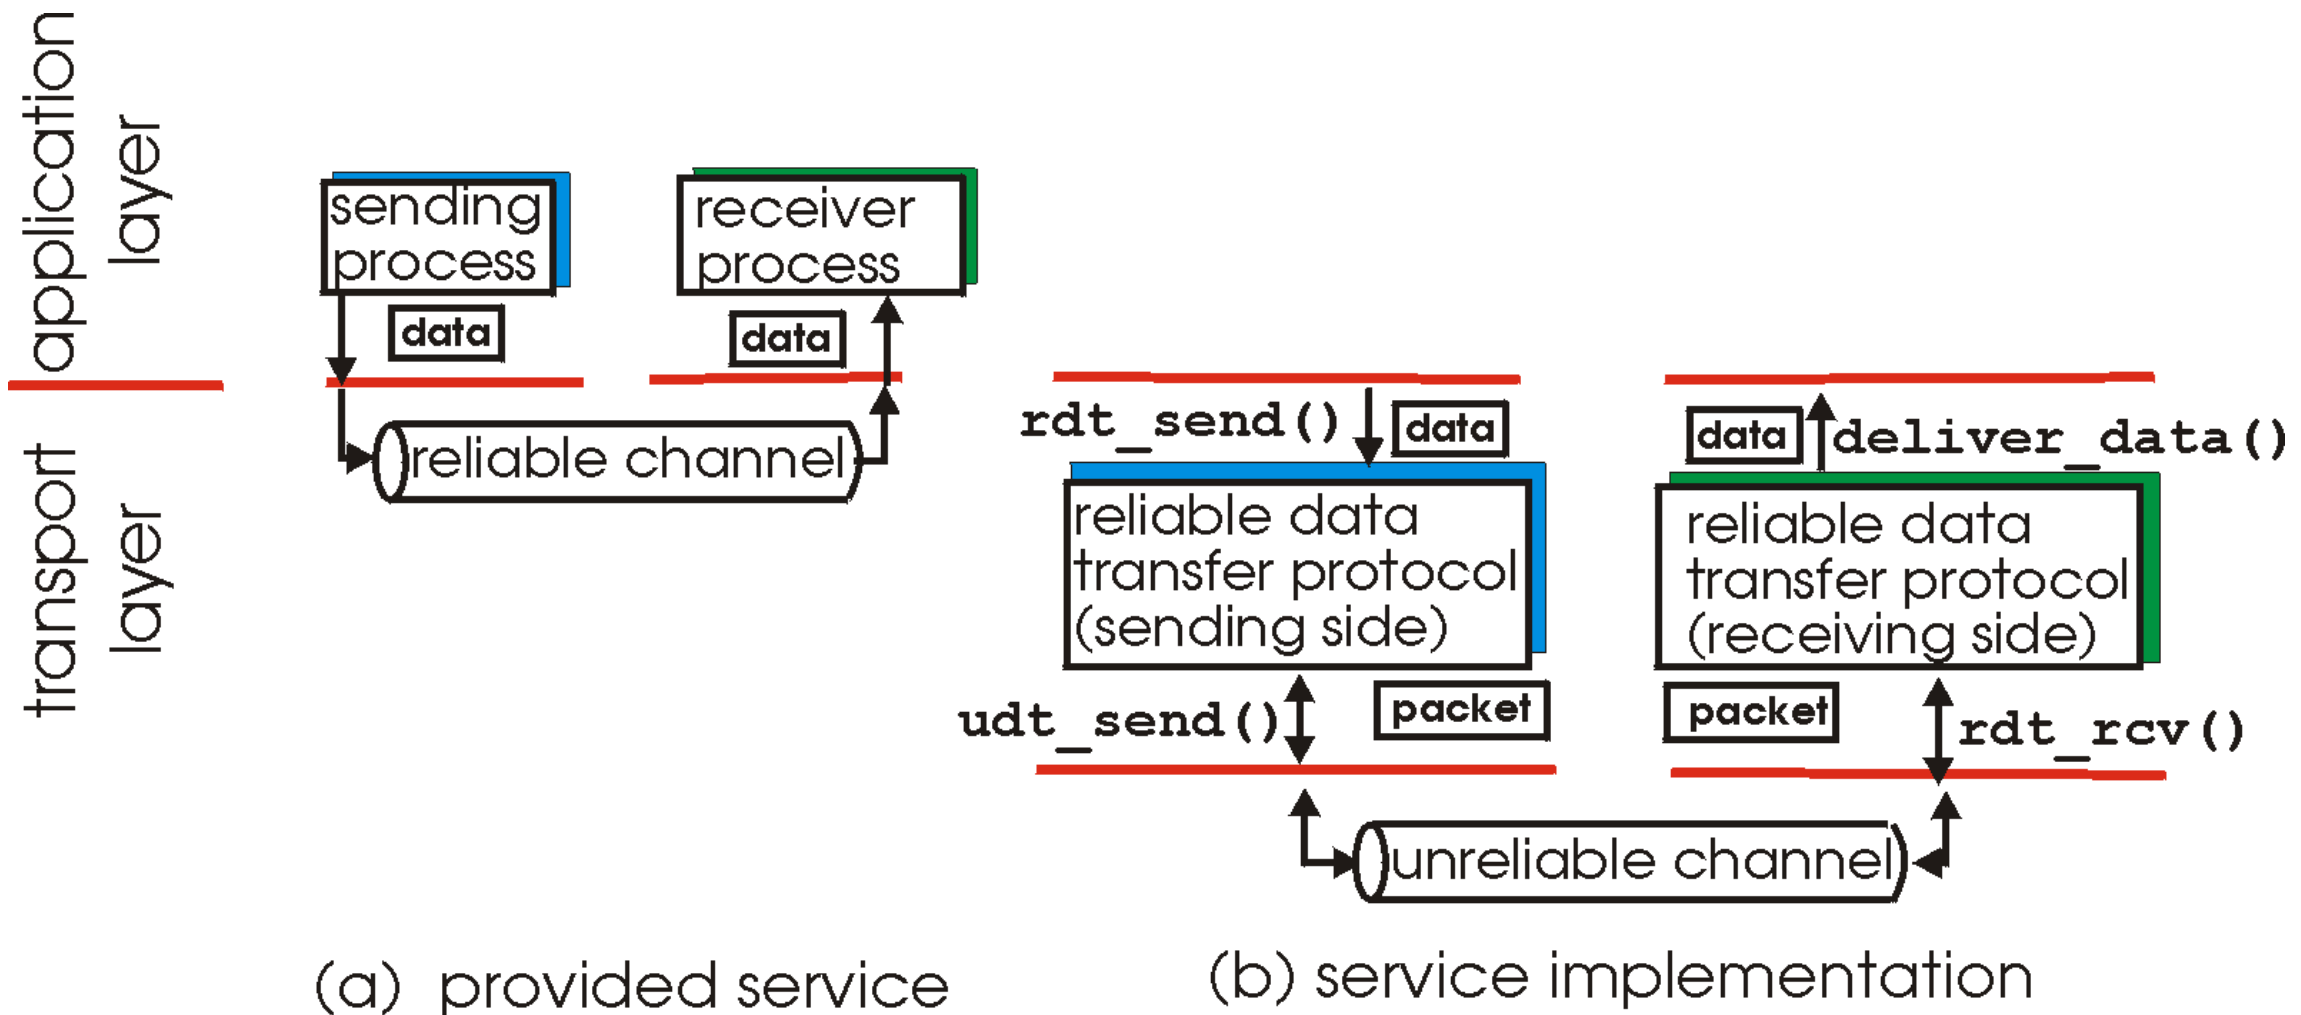 application
layer
transport
layer
sending
process
receiver
process
data
data
reliable channel
rdt_send()
data
data
deliver_data()
reliable data
transfer protocol
(sending side)
reliable data
transfer protocol
(receiving side)
udt_send()
packet
packet
rdt_rcv()
unreliable channel
(a) provided service
(b) service implementation